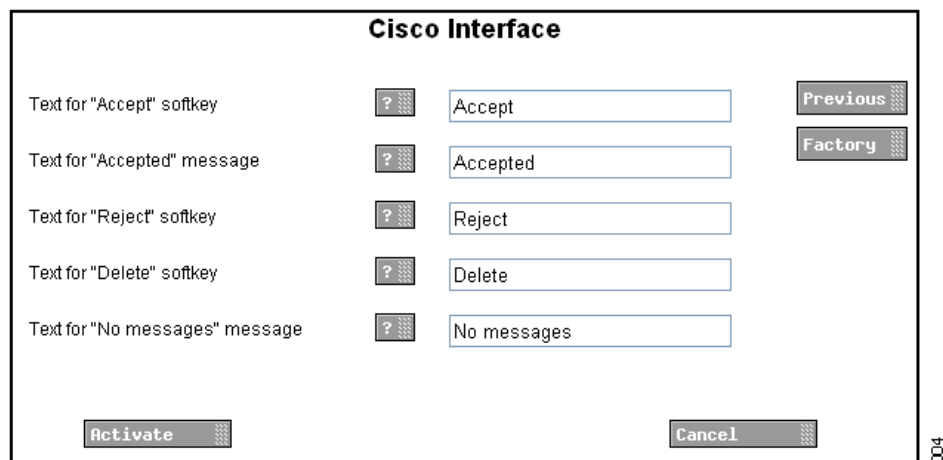 Cisco Interface
Text for "Accept" softkey ? Accept Previous
Text for "Accepted" message ? Accepted Factory
Text for "Reject" softkey ? Reject
Text for "Delete" softkey ? Delete
Text for "No messages" message ? No messages
Activate Cancel